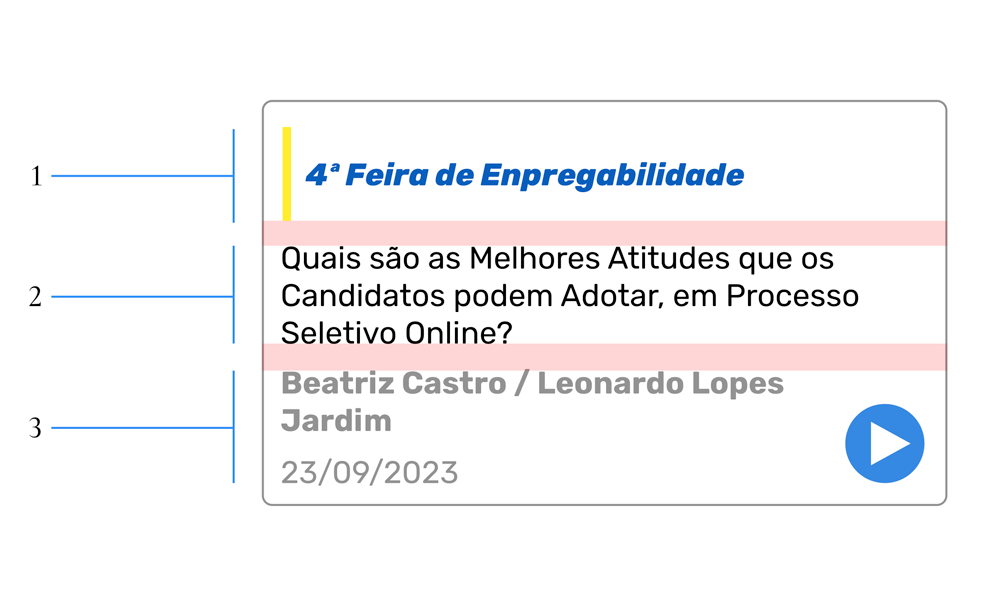 1
4ª Feira de Enpregabilidade
2
Quais são as Melhores Atitudes que os
Candidatos podem Adotar, em Processo
Seletivo Online?
3
Beatriz Castro / Leonardo Lopes
Jardim
23/09/2023